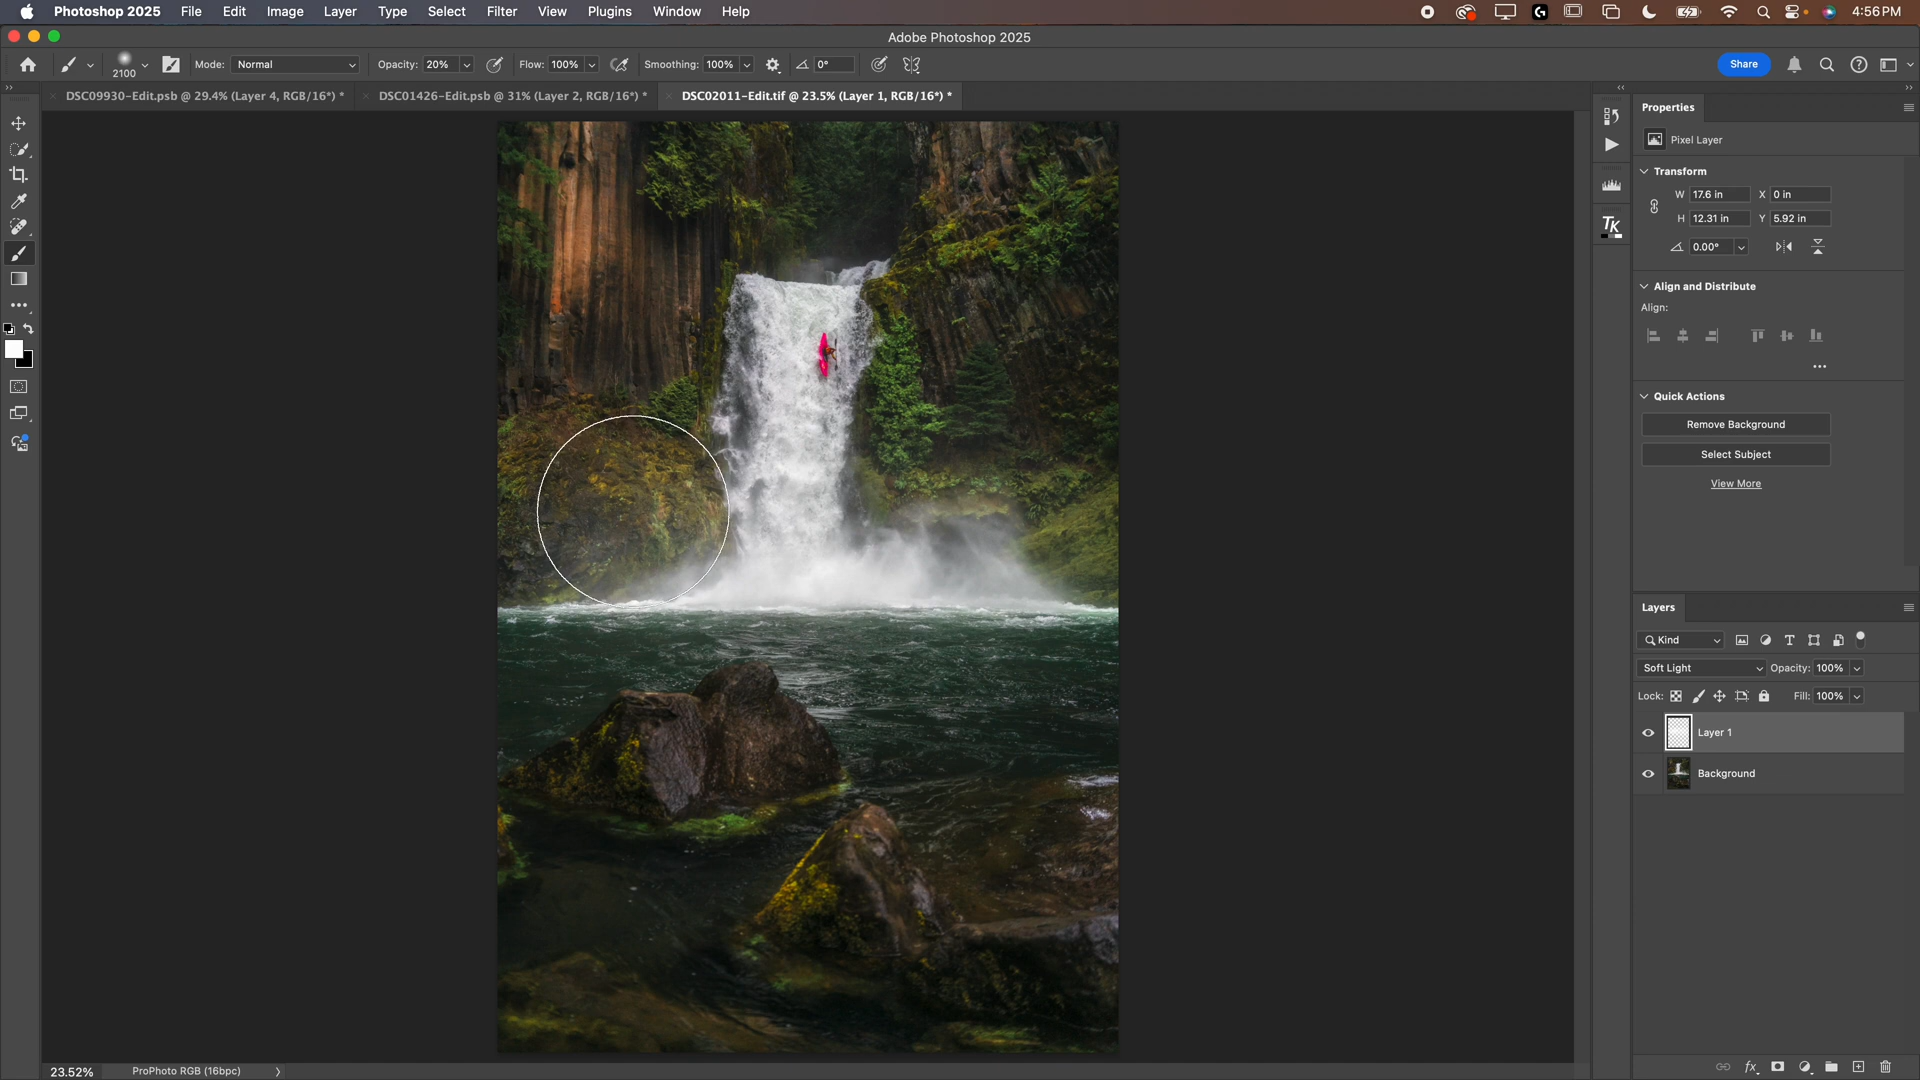 Photoshop 2025 File Edit Image Layer Type Select Filter View Plugins Window Help 4:56 PM
Adobe Photoshop 2025
2100 Mode: Normal Opacity: 20% Flow: 100% Smoothing: 100% 0° Share
DSC09930-Edit.psb @ 29.4% (Layer 4, RGB/16*) * DSC01426-Edit.psb @ 31% (Layer 2, RGB/16*) * DSC02011-Edit.tif @ 23.5% (Layer 1, RGB/16*) *
Properties
Pixel Layer
Transform
W 17.6 in X 0 in
H 12.31 in Y 5.92 in
TK
0.00°
Align and Distribute
Align:
Quick Actions
Remove Background
Select Subject
View More
Layers
Kind
Soft Light Opacity: 100%
Lock: Fill: 100%
Layer 1
Background
23.52% ProPhoto RGB (16bpc)